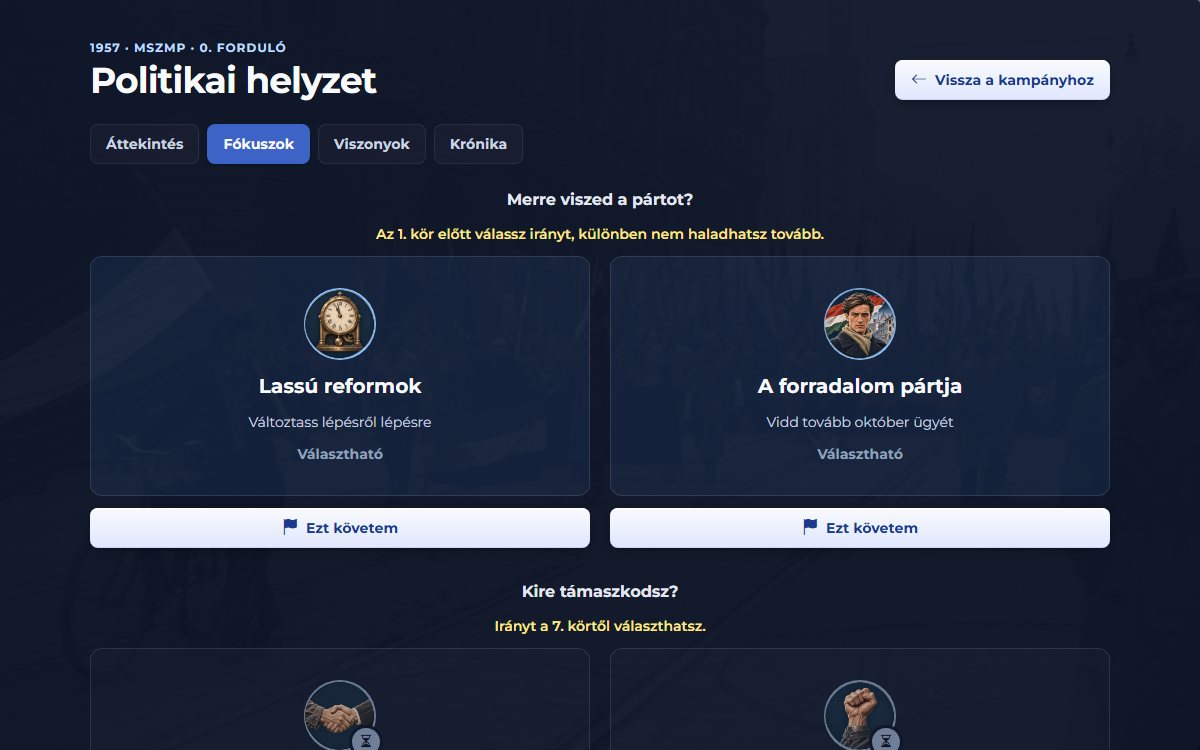 1957 · MSZMP · 0. FORDULÓ
Politikai helyzet
Vissza a kampányhoz
Áttekintés
Fókuszok
Viszonyok
Krónika
Merre viszed a pártot?
Az 1. kör előtt válassz irányt, különben nem haladhatsz tovább.
Lassú reformok
Változtass lépésről lépésre
Választható
Ezt követem
A forradalom pártja
Vidd tovább október ügyét
Választható
Ezt követem
Kire támaszkodsz?
Irányt a 7. körtől választhatsz.